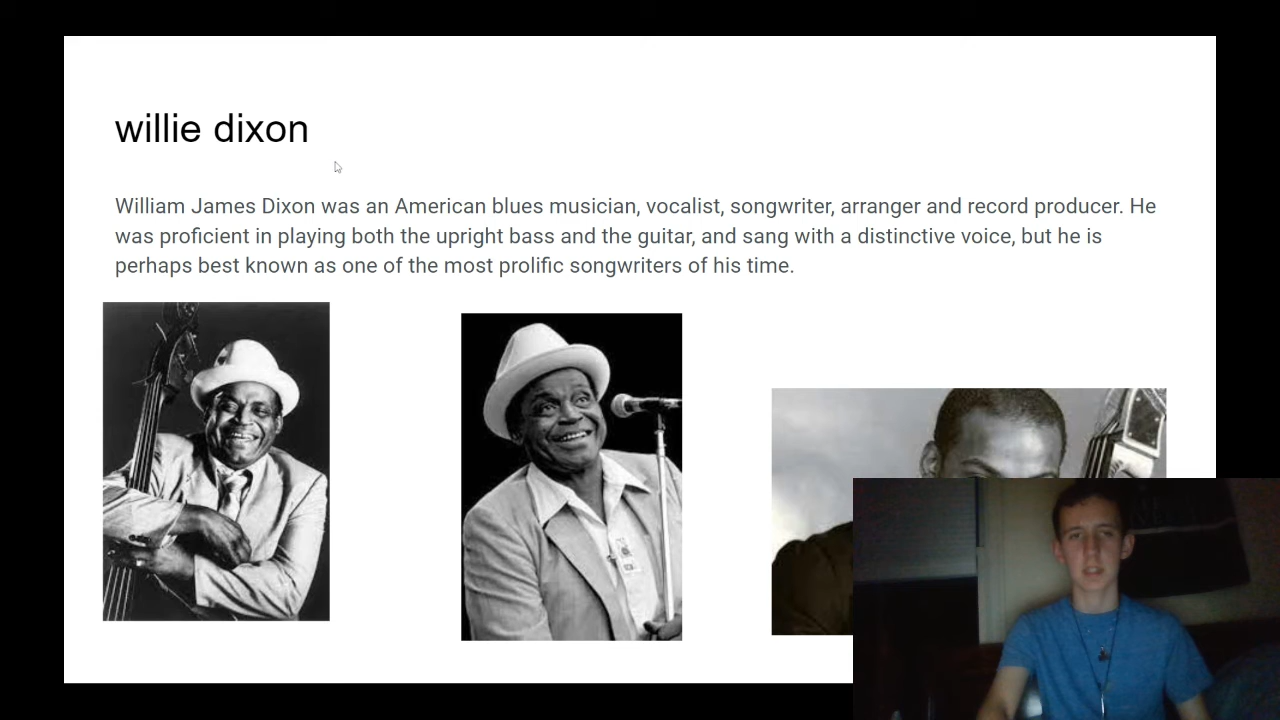 willie dixon
William James Dixon was an American blues musician, vocalist, songwriter, arranger and record producer. He
was proficient in playing both the upright bass and the guitar, and sang with a distinctive voice, but he is
perhaps best known as one of the most prolific songwriters of his time.